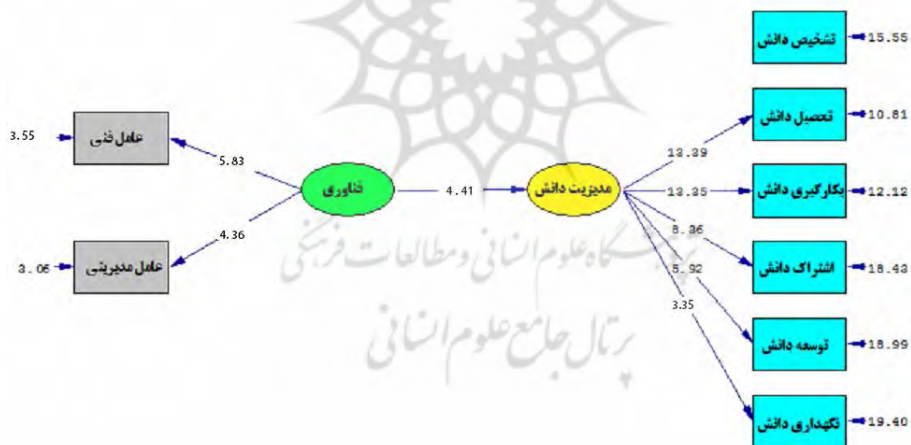 تشخیص دانش
15.55
تحصیل دانش
10.81
13.39
عامل فنی
3.55
5.83
فناوری
4.41
مدیریت دانش
13.35
بکارگیری دانش
12.12
4.36
8.36
عامل مدیریتی
3.06
اشتراک دانش
18.43
5.92
پژوهشگاه علوم انسانی ومطالعات فرهنگی
3.35
توسعه دانش
18.99
پرتال جامع علوم انسانی
نگهداری دانش
19.40